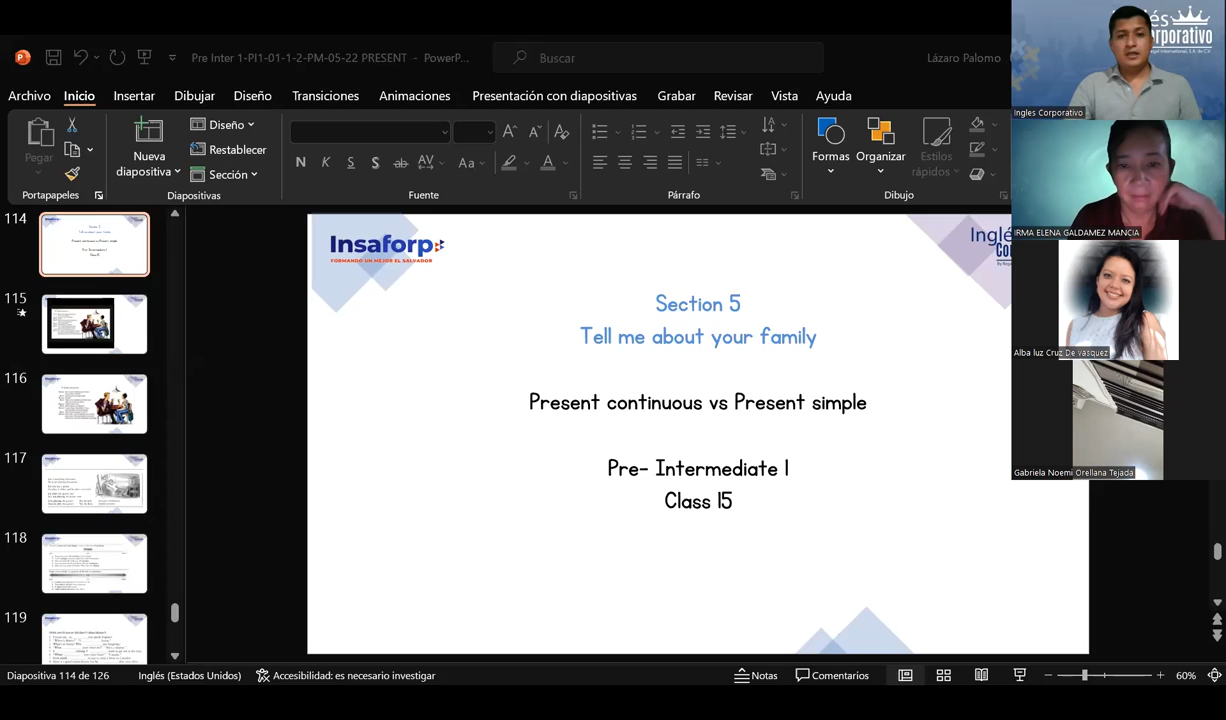 Pre Inter 1-PI1-01-1-2-PM-05-22 PRESENT - PowerP...
Buscar
Lázaro Palomo
Archivo Inicio Insertar Dibujar Diseño Transiciones Animaciones Presentación con diapositivas Grabar Revisar Vista Ayuda
Pegar
Nueva
diapositiva
Diseño
Restablecer
Sección
N K S S ab AV Aa A
Formas
Organizar
Estilos
rápidos
Portapapeles
Diapositivas
Fuente
Párrafo
Dibujo
114
115
116
117
118
119
Insaforp
FORMANDO UN MEJOR EL SALVADOR
Section 5
Tell me about your family
Present continuous vs Present simple
Pre- Intermediate 1
Class 15
Ingles Corporativo
IRMA ELENA GALDAMEZ MANCIA
Alba luz Cruz De vasquez
Gabriela Noemi Orellana Tejada
Diapositiva 114 de 126
Inglés (Estados Unidos)
Accesibilidad: es necesario investigar
Notas
Comentarios
60%